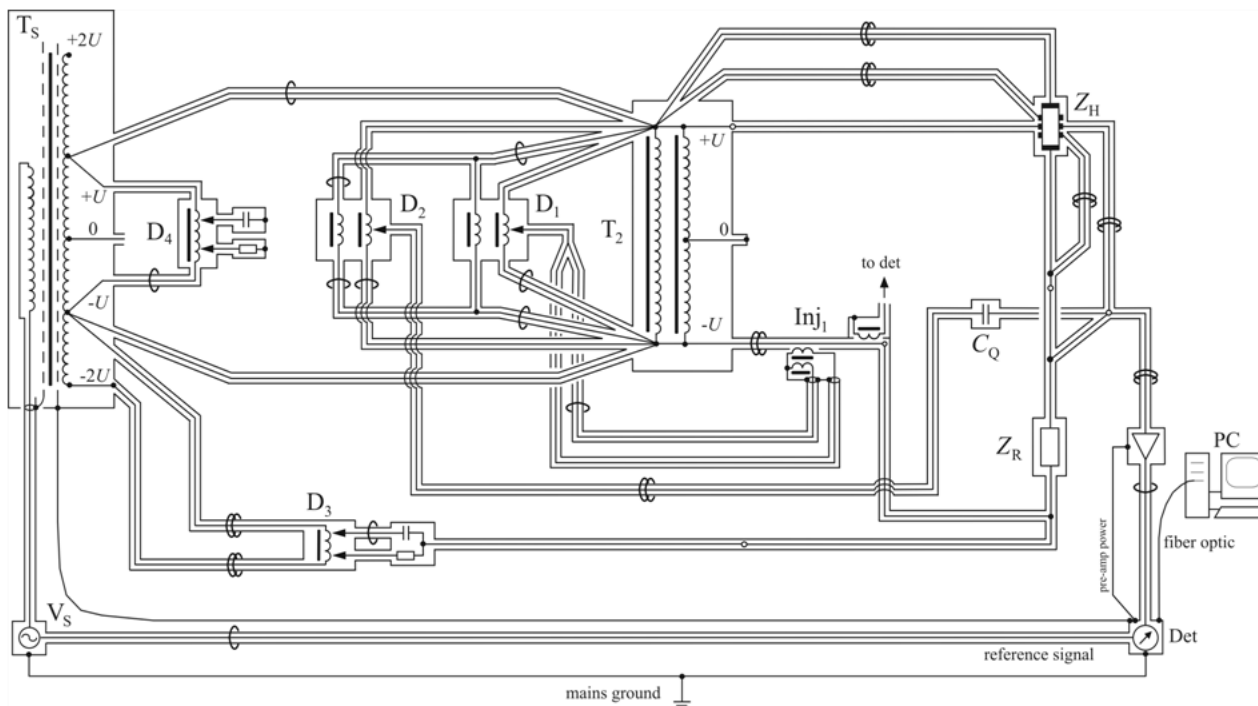 T_S
+2U
+U
0
-U
-2U
D_4
D_2
D_1
T_2
+U
0
-U
Z_H
to det
Inj_1
C_Q
Z_R
PC
D_3
pre-amp power
fiber optic
V_S
Det
reference signal
mains ground